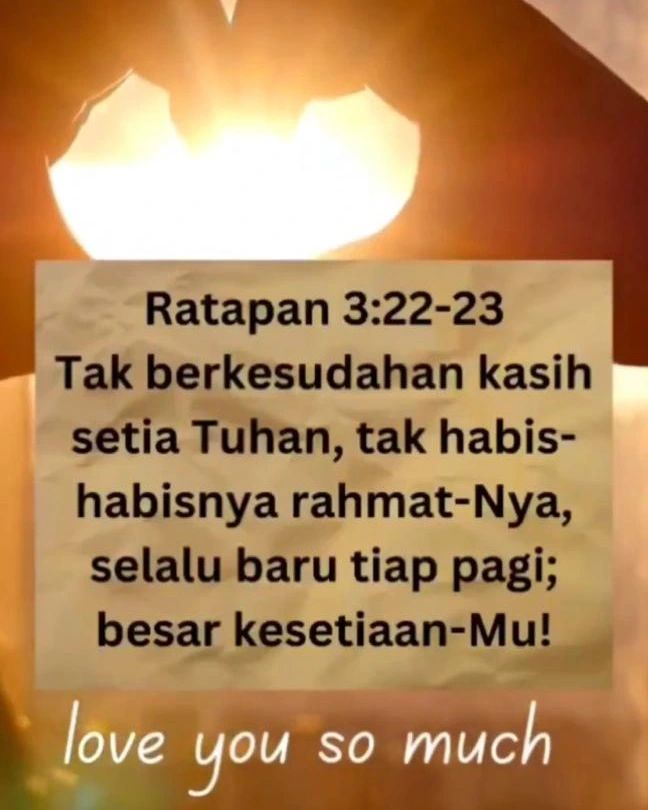 Ratapan 3:22-23
Tak berkesudahan kasih
setia Tuhan, tak habis-
habisnya rahmat-Nya,
selalu baru tiap pagi;
besar kesetiaan-Mu!
love you so much